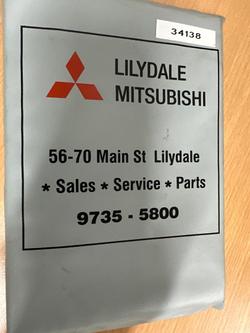 34138
LILYDALE
MITSUBISHI
56-70 Main St Lilydale
* Sales * Service * Parts
9735 - 5800